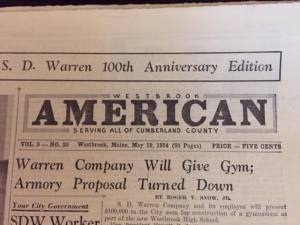 S. D. Warren 100th Anniversary Edition
WESTBROOK
AMERICAN
SERVING ALL OF CUMBERLAND COUNTY
VOL. 5 — NO. 20 Westbrook, Maine, May 19, 1954 (90 Pages) PRICE — FIVE CENTS
Warren Company Will Give Gym;
Armory Proposal Turned Down
BY ROGER V. SNOW, JR.
Your City Government
S. D. Warren Company and its employes will present
$100,000 to the City soon for construction of a gymnasium as
part of the new Westbrook High School.
SDW Worker